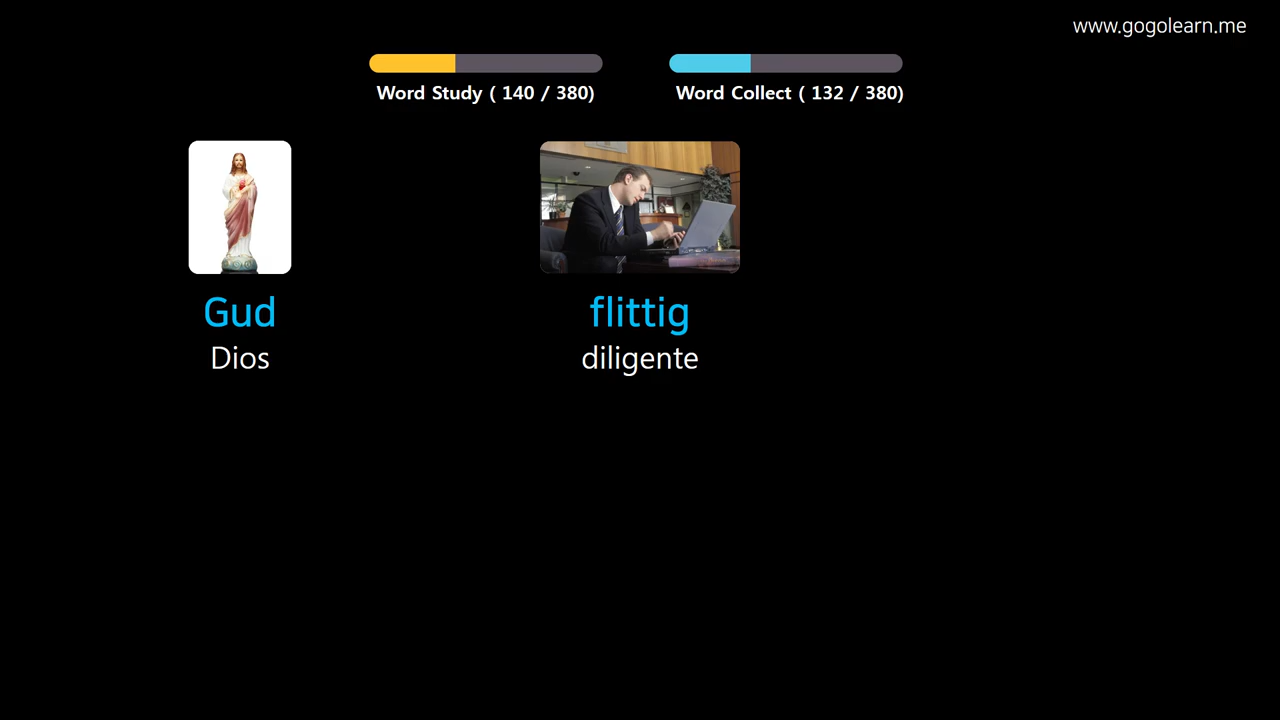 www.gogolearn.me
Word Study ( 140 / 380)
Word Collect ( 132 / 380)
Gud
Dios
flittig
diligente